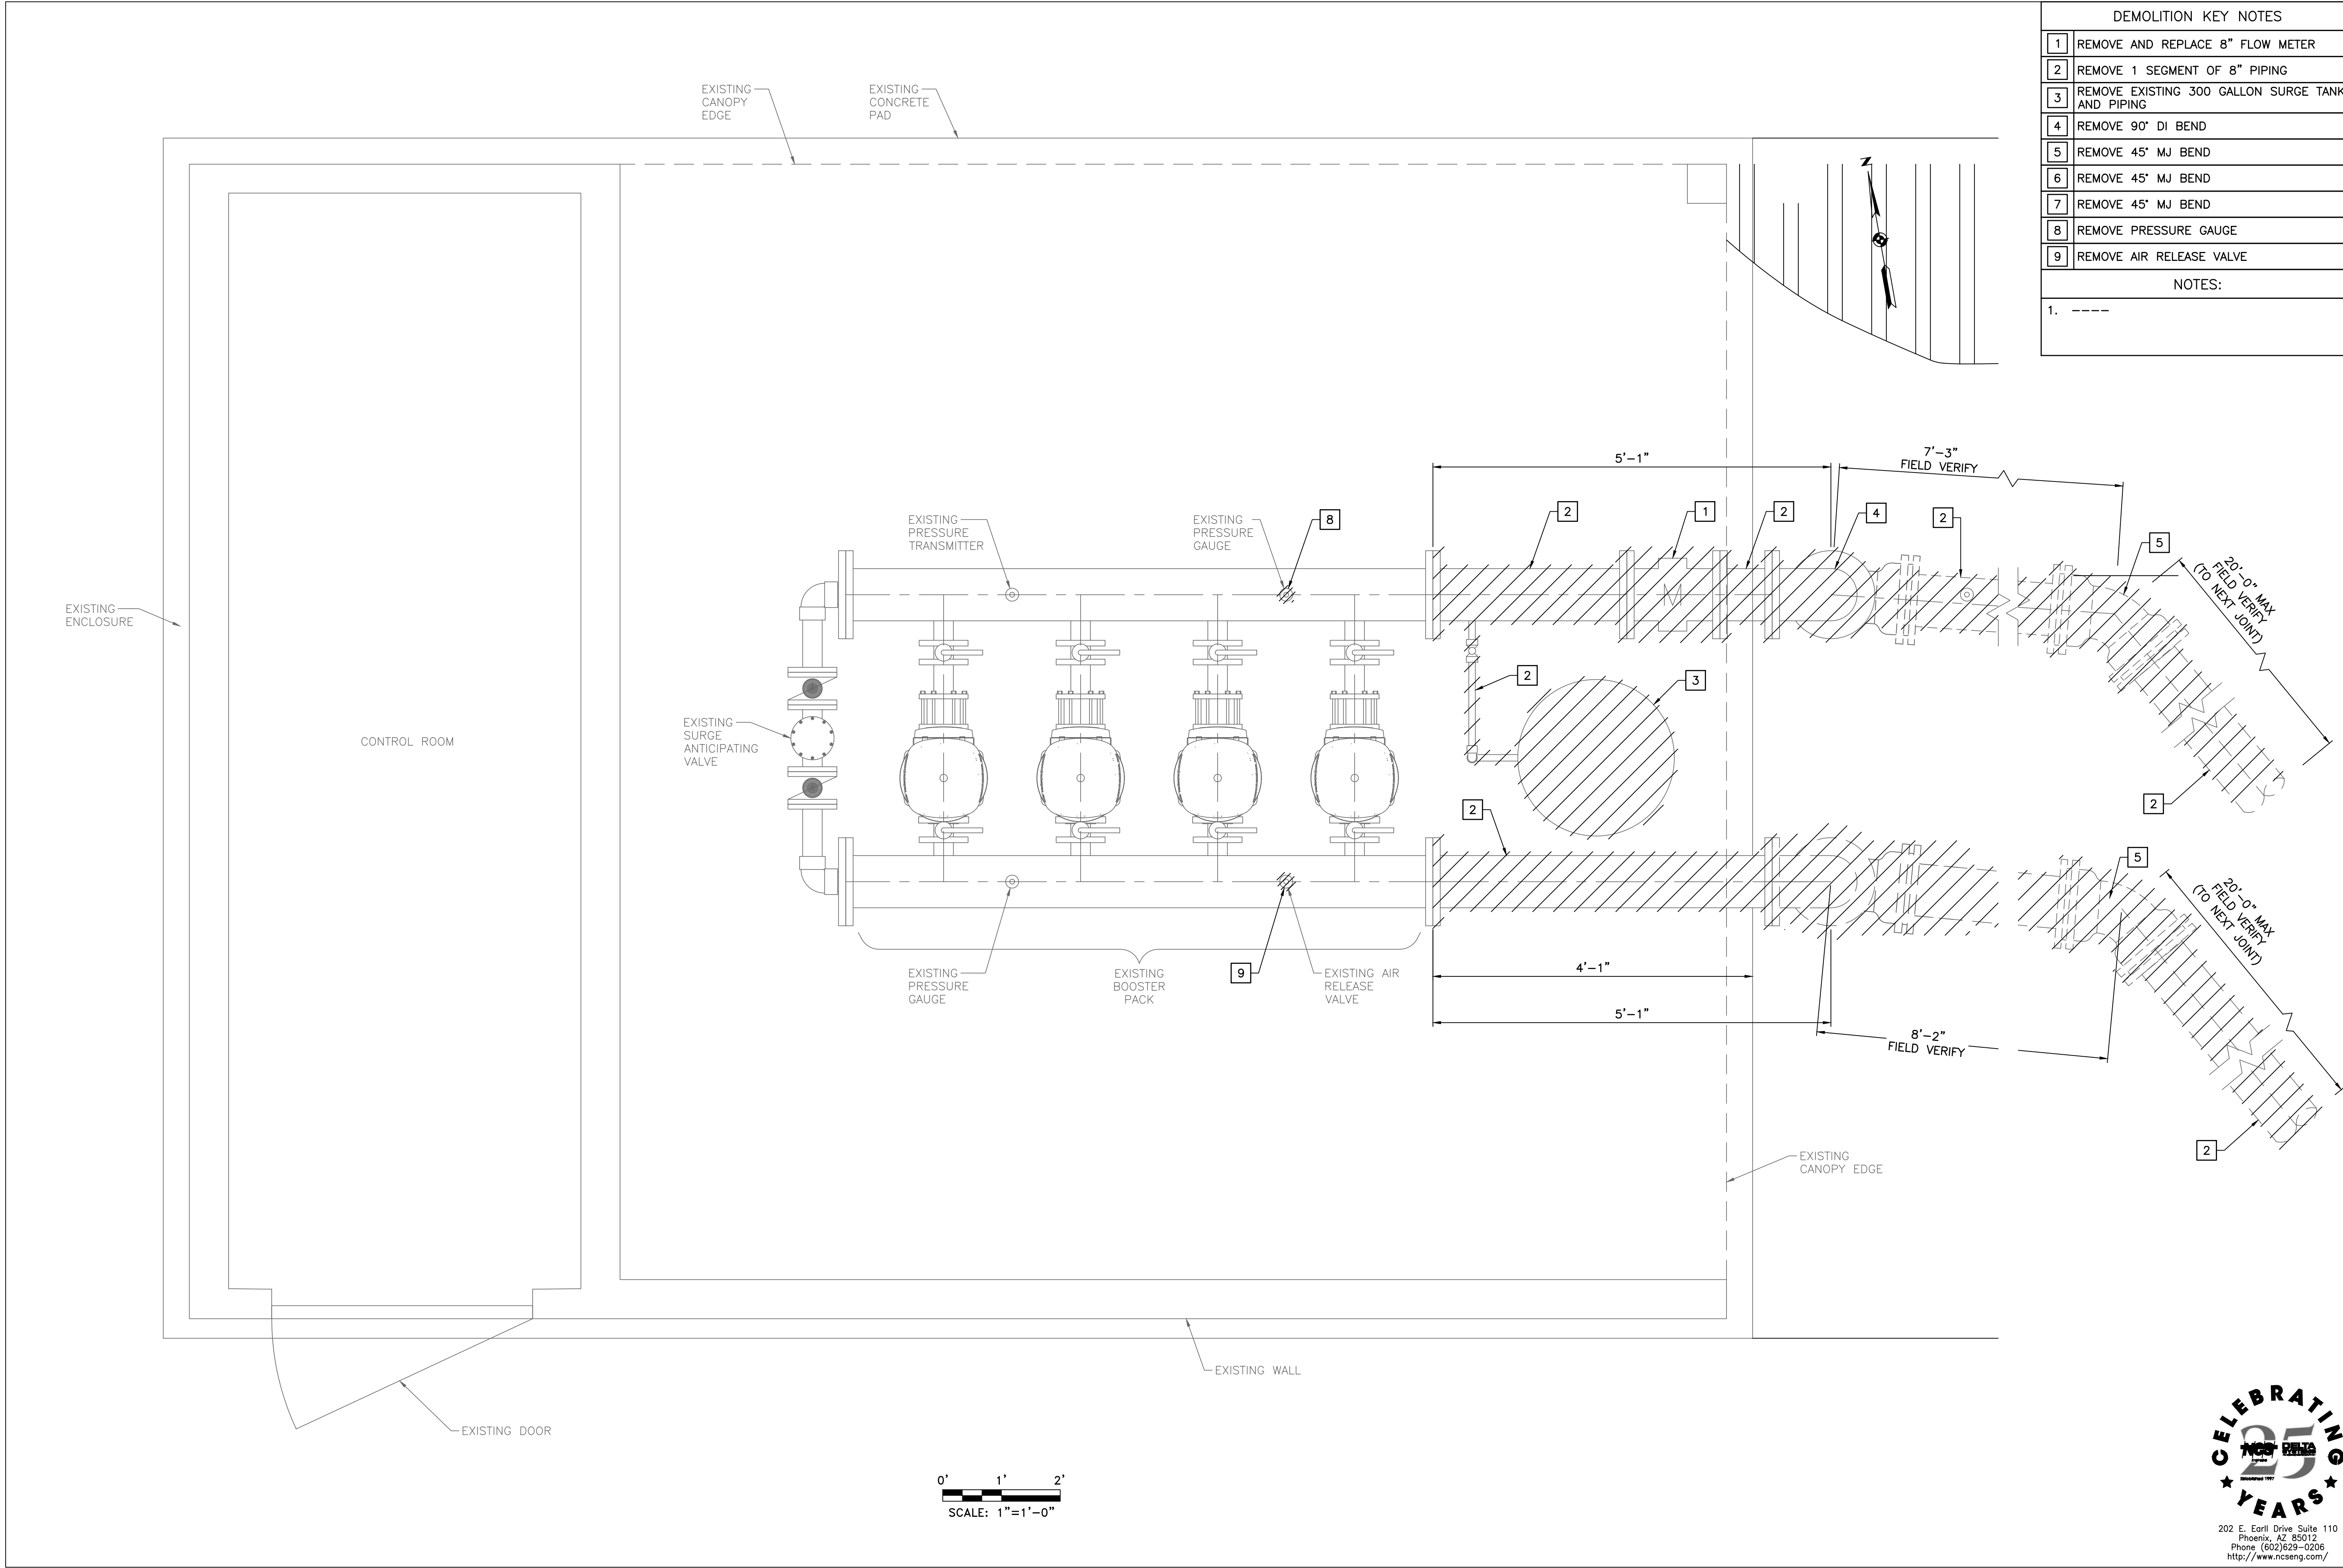 DEMOLITION KEY NOTES
1 REMOVE AND REPLACE 8" FLOW METER
2 REMOVE 1 SEGMENT OF 8" PIPING
3 REMOVE EXISTING 300 GALLON SURGE TANK
AND PIPING
4 REMOVE 90° DI BEND
5 REMOVE 45° MJ BEND
6 REMOVE 45° MJ BEND
7 REMOVE 45° MJ BEND
8 REMOVE PRESSURE GAUGE
9 REMOVE AIR RELEASE VALVE
NOTES:
1. ----
EXISTING
CANOPY
EDGE
EXISTING
CONCRETE
PAD
N
5'-1"
7'-3"
FIELD VERIFY
2
1
2
4
2
5
EXISTING
PRESSURE
TRANSMITTER
EXISTING
PRESSURE
GAUGE
8
20'-0" MAX
FIELD VERIFY
(TO NEXT JOINT)
M
EXISTING
ENCLOSURE
2
3
EXISTING
SURGE
ANTICIPATING
VALVE
CONTROL ROOM
2
2
5
20'-0" MAX
FIELD VERIFY
(TO NEXT JOINT)
EXISTING
PRESSURE
GAUGE
EXISTING
BOOSTER
PACK
9
EXISTING AIR
RELEASE
VALVE
4'-1"
5'-1"
8'-2"
FIELD VERIFY
2
EXISTING
CANOPY EDGE
EXISTING WALL
EXISTING DOOR
0' 1' 2'
SCALE: 1"=1'-0"
CELEBRATING
25
NCS DELTA
Established 1997
YEARS
202 E. Earll Drive Suite 110
Phoenix, AZ 85012
Phone (602)629-0206
http://www.ncseng.com/